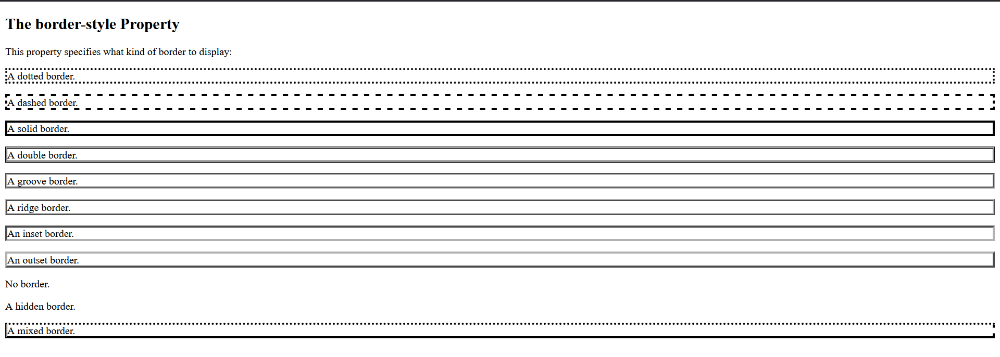 The border-style Property
This property specifies what kind of border to display:
A dotted border.
A dashed border.
A solid border.
A double border.
A groove border.
A ridge border.
An inset border.
An outset border.
No border.
A hidden border.
A mixed border.